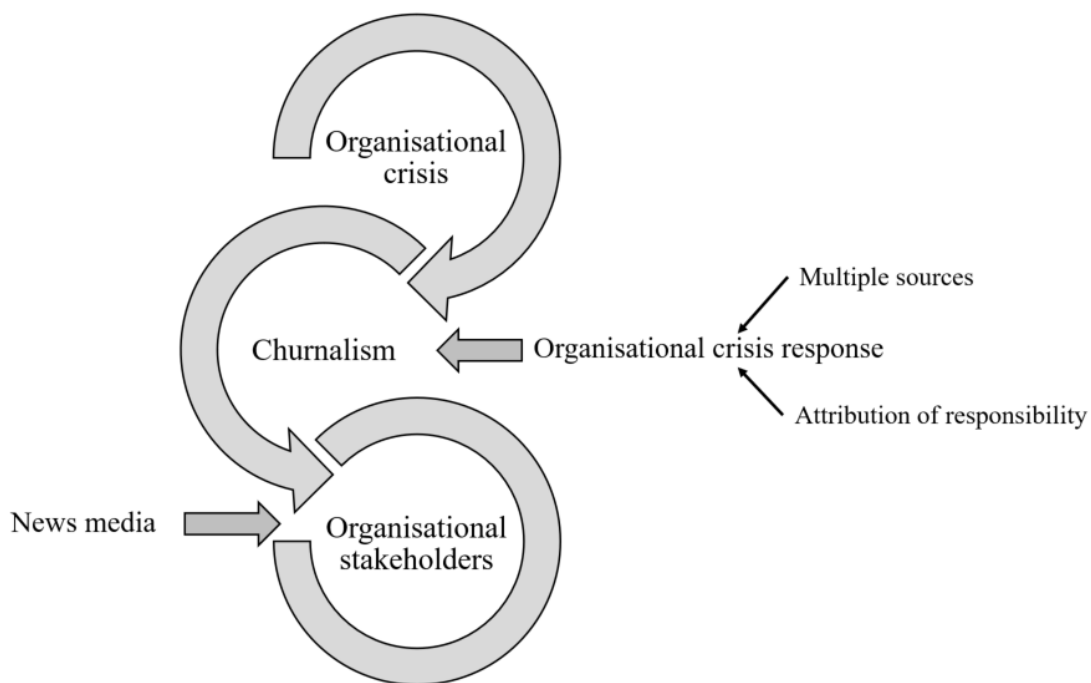 Organisational
crisis
Multiple sources
Churnalism
Organisational crisis response
Attribution of responsibility
News media
Organisational
stakeholders